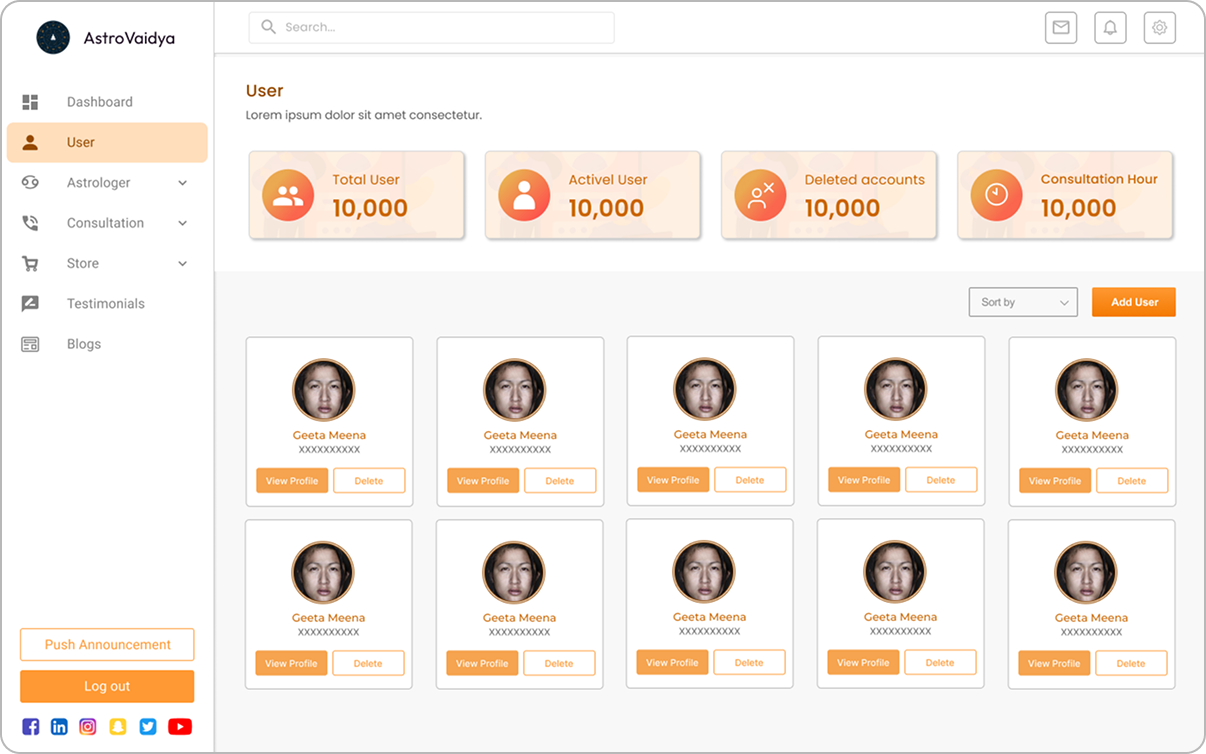 AstroVaidya
Search...
Dashboard
User
Astrologer
Consultation
Store
Testimonials
Blogs
Push Announcement
Log out
User
Lorem ipsum dolor sit amet consectetur.
Total User
10,000
Activel User
10,000
Deleted accounts
10,000
Consultation Hour
10,000
Sort by
Add User
Geeta Meena
XXXXXXXXXX
View Profile Delete
Geeta Meena
XXXXXXXXXX
View Profile Delete
Geeta Meena
XXXXXXXXXX
View Profile Delete
Geeta Meena
XXXXXXXXXX
View Profile Delete
Geeta Meena
XXXXXXXXXX
View Profile Delete
Geeta Meena
XXXXXXXXXX
View Profile Delete
Geeta Meena
XXXXXXXXXX
View Profile Delete
Geeta Meena
XXXXXXXXXX
View Profile Delete
Geeta Meena
XXXXXXXXXX
View Profile Delete
Geeta Meena
XXXXXXXXXX
View Profile Delete